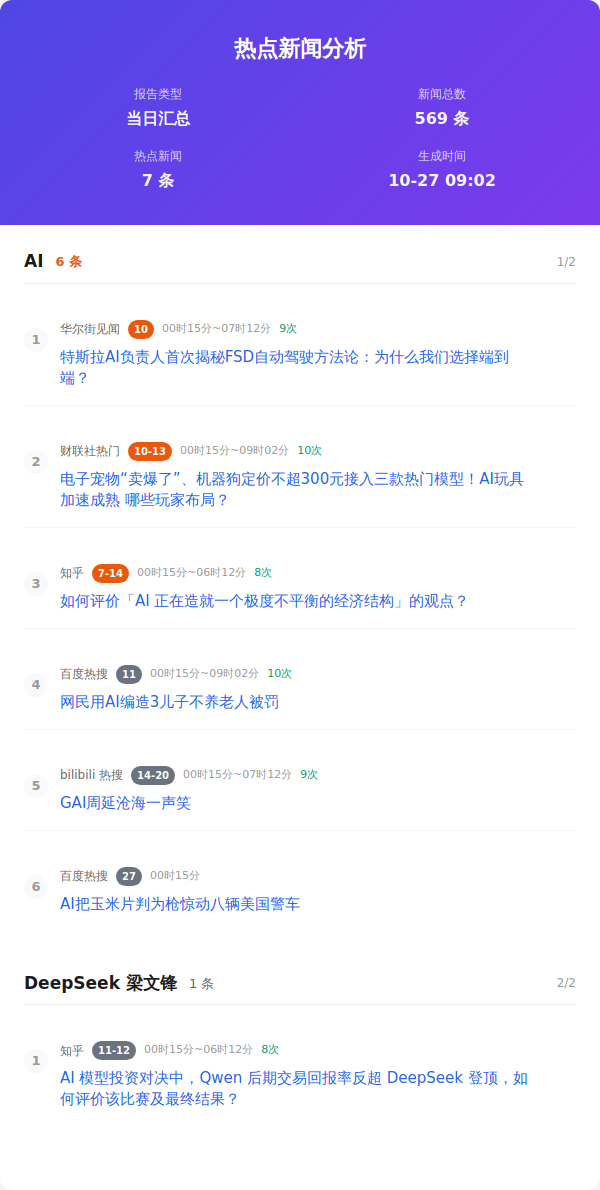 热点新闻分析
报告类型
当日汇总
新闻总数
569 条
热点新闻
7 条
生成时间
10-27 09:02
AI 6 条 1/2
1
华尔街见闻 10 00时15分~07时12分 9次
特斯拉AI负责人首次揭秘FSD自动驾驶方法论：为什么我们选择端到
端？
2
财联社热门 10-13 00时15分~09时02分 10次
电子宠物“卖爆了”、机器狗定价不超300元接入三款热门模型！AI玩具
加速成熟 哪些玩家布局？
3
知乎 7-14 00时15分~06时12分 8次
如何评价「AI 正在造就一个极度不平衡的经济结构」的观点？
4
百度热搜 11 00时15分~09时02分 10次
网民用AI编造3儿子不养老人被罚
5
bilibili 热搜 14-20 00时15分~07时12分 9次
GAI周延沧海一声笑
6
百度热搜 27 00时15分
AI把玉米片判为枪惊动八辆美国警车
DeepSeek 梁文锋 1 条 2/2
1
知乎 11-12 00时15分~06时12分 8次
AI 模型投资对决中，Qwen 后期交易回报率反超 DeepSeek 登顶，如
何评价该比赛及最终结果？